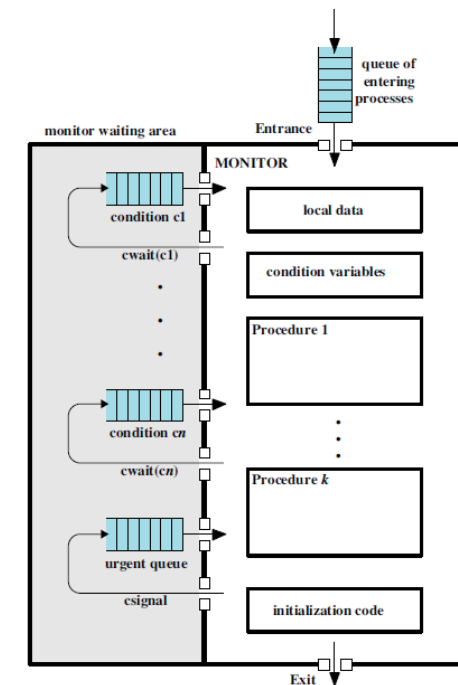 queue of
entering
processes
monitor waiting area
Entrance
MONITOR
condition c1
local data
cwait(c1)
condition variables
Procedure 1
condition cn
cwait(cn)
Procedure k
urgent queue
csignal
initialization code
Exit